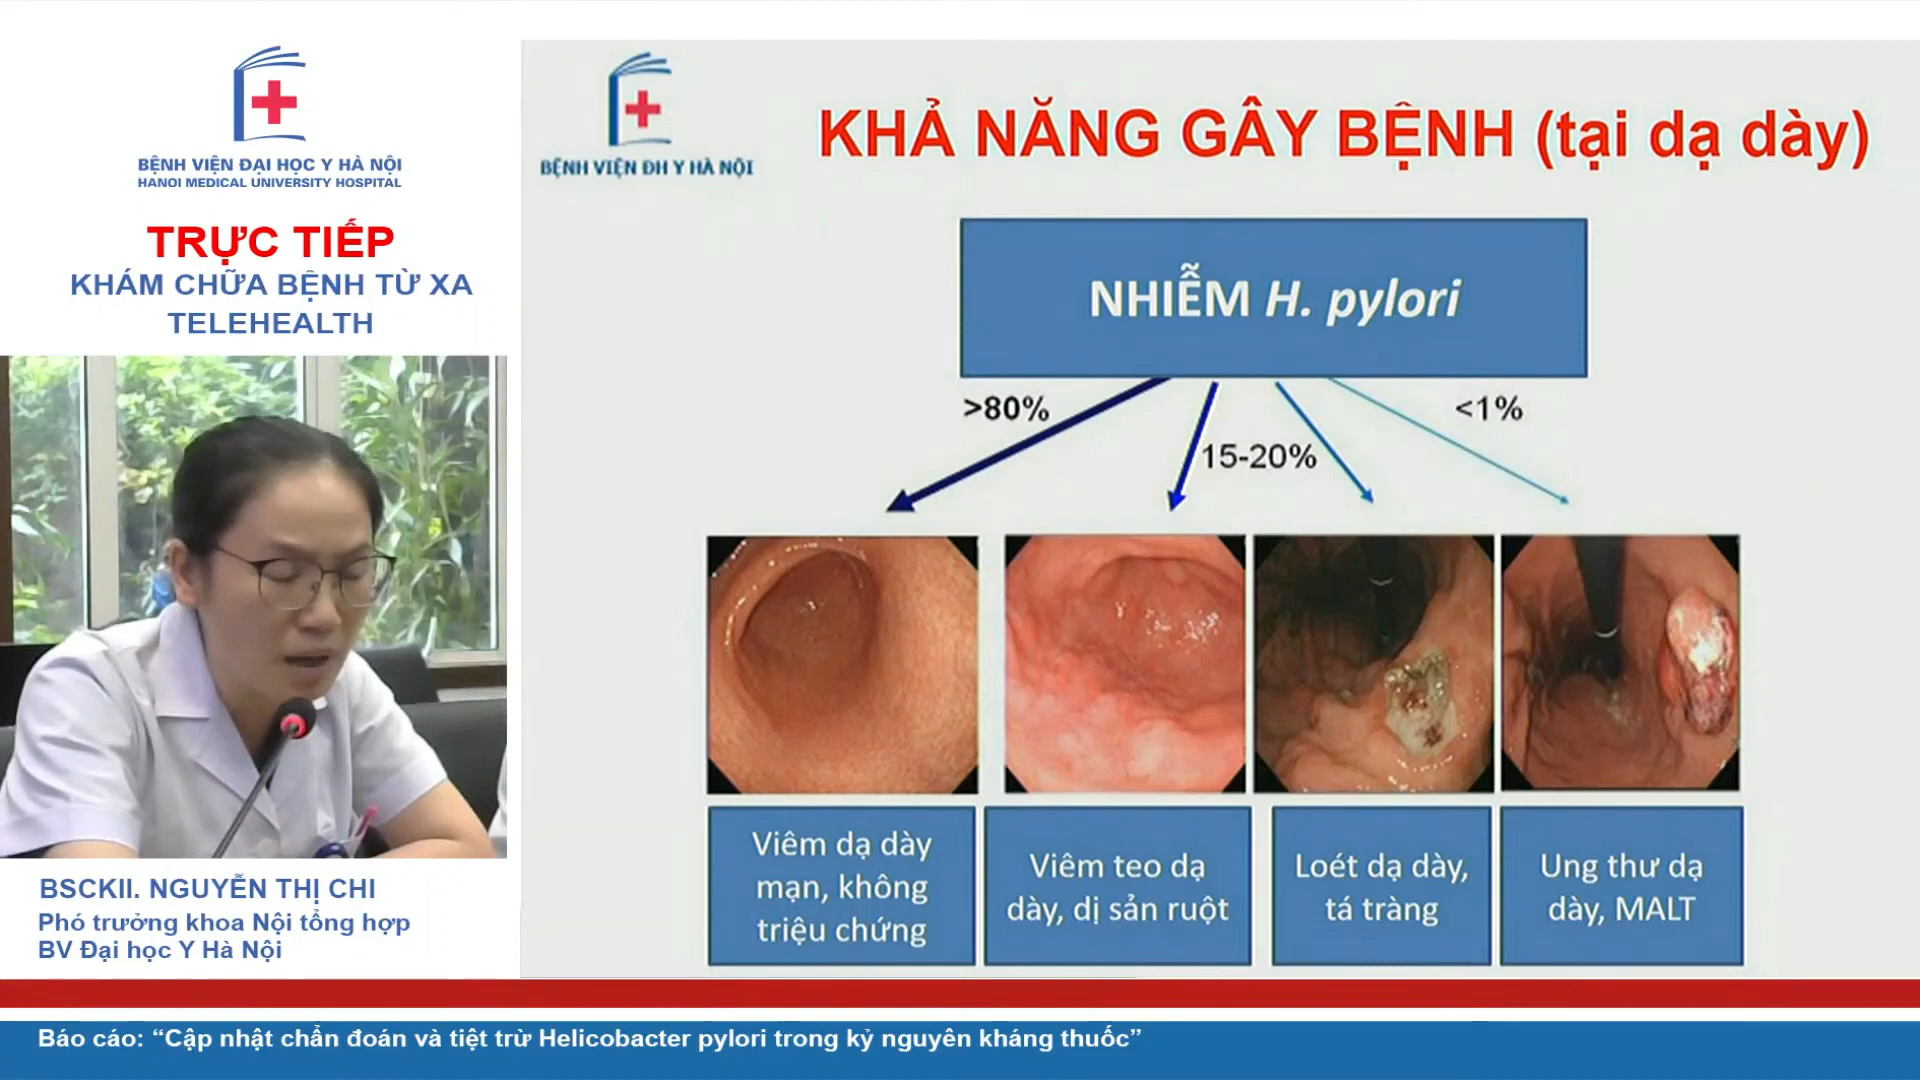 BỆNH VIỆN ĐẠI HỌC Y HÀ NỘI
HANOI MEDICAL UNIVERSITY HOSPITAL
TRỰC TIẾP
KHÁM CHỮA BỆNH TỪ XA
TELEHEALTH
BSCKII. NGUYỄN THỊ CHI
Phó trưởng khoa Nội tổng hợp
BV Đại học Y Hà Nội
BỆNH VIỆN ĐH Y HÀ NỘI
KHẢ NĂNG GÂY BỆNH (tại dạ dày)
NHIỄM H. pylori
>80%
15-20%
<1%
Viêm dạ dày
mạn, không
triệu chứng
Viêm teo dạ
dày, dị sản ruột
Loét dạ dày,
tá tràng
Ung thư dạ
dày, MALT
Báo cáo: “Cập nhật chẩn đoán và tiệt trừ Helicobacter pylori trong kỷ nguyên kháng thuốc”